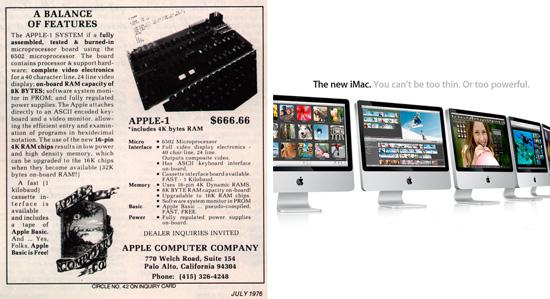 A BALANCE
OF FEATURES
The APPLE-1 SYSTEM if a fully
assembled, tested & burned-in
microprocessor board using the
6502 microprocessor. The board
contains processor & support hard-
ware; complete video electronics
for a 40 character/line, 24 line video
display; on-board RAM capacity of
8K BYTES; software system moni-
tor in PROM; and fully regulated
power supplies. The Apple attaches
directly to an ASCII encoded key-
board and a video monitor, allow-
ing the efficient entry and examin-
ation of programs in hexidecimal
notation. The use of the new 16-pin
4K RAM chips results in low power
and high density memory, which
can be upgraded to the 16K chips
when they become available [32K
bytes on-board RAM!!]
A fast (1
kilobaud)
cassette in-
terface is
available
and includes
a tape of
Apple Basic.
And ... Yes,
Folks, Apple
Basic is Free!
APPLE-1 $666.66
*includes 4K bytes RAM
Micro • 6502 Microprocessor
Interface • Full video display electronics -
40 char/line, 24 line.
Outputs composite video.
• Has ASCII keyboard interface
on-board.
• Cassette interface board available.
FAST - 1 Kilobaud.
Memory • Uses 16-pin 4K Dynamic RAMS.
• 8K BYTE RAM capacity on-board!
• Upgradable to 16K RAM chips.
• Software system monitor in PROM
Basic • Apple Basic ... pseudo-compiled,
FAST, FREE.
Power • Fully regulated power supplies
on-board.
DEALER INQUIRIES INVITED
APPLE COMPUTER COMPANY
770 Welch Road, Suite 154
Palo Alto, California 94304
Phone: (415) 326-4248
CIRCLE NO. 42 ON INQUIRY CARD
JULY 1976
The new iMac. You can't be too thin. Or too powerful.